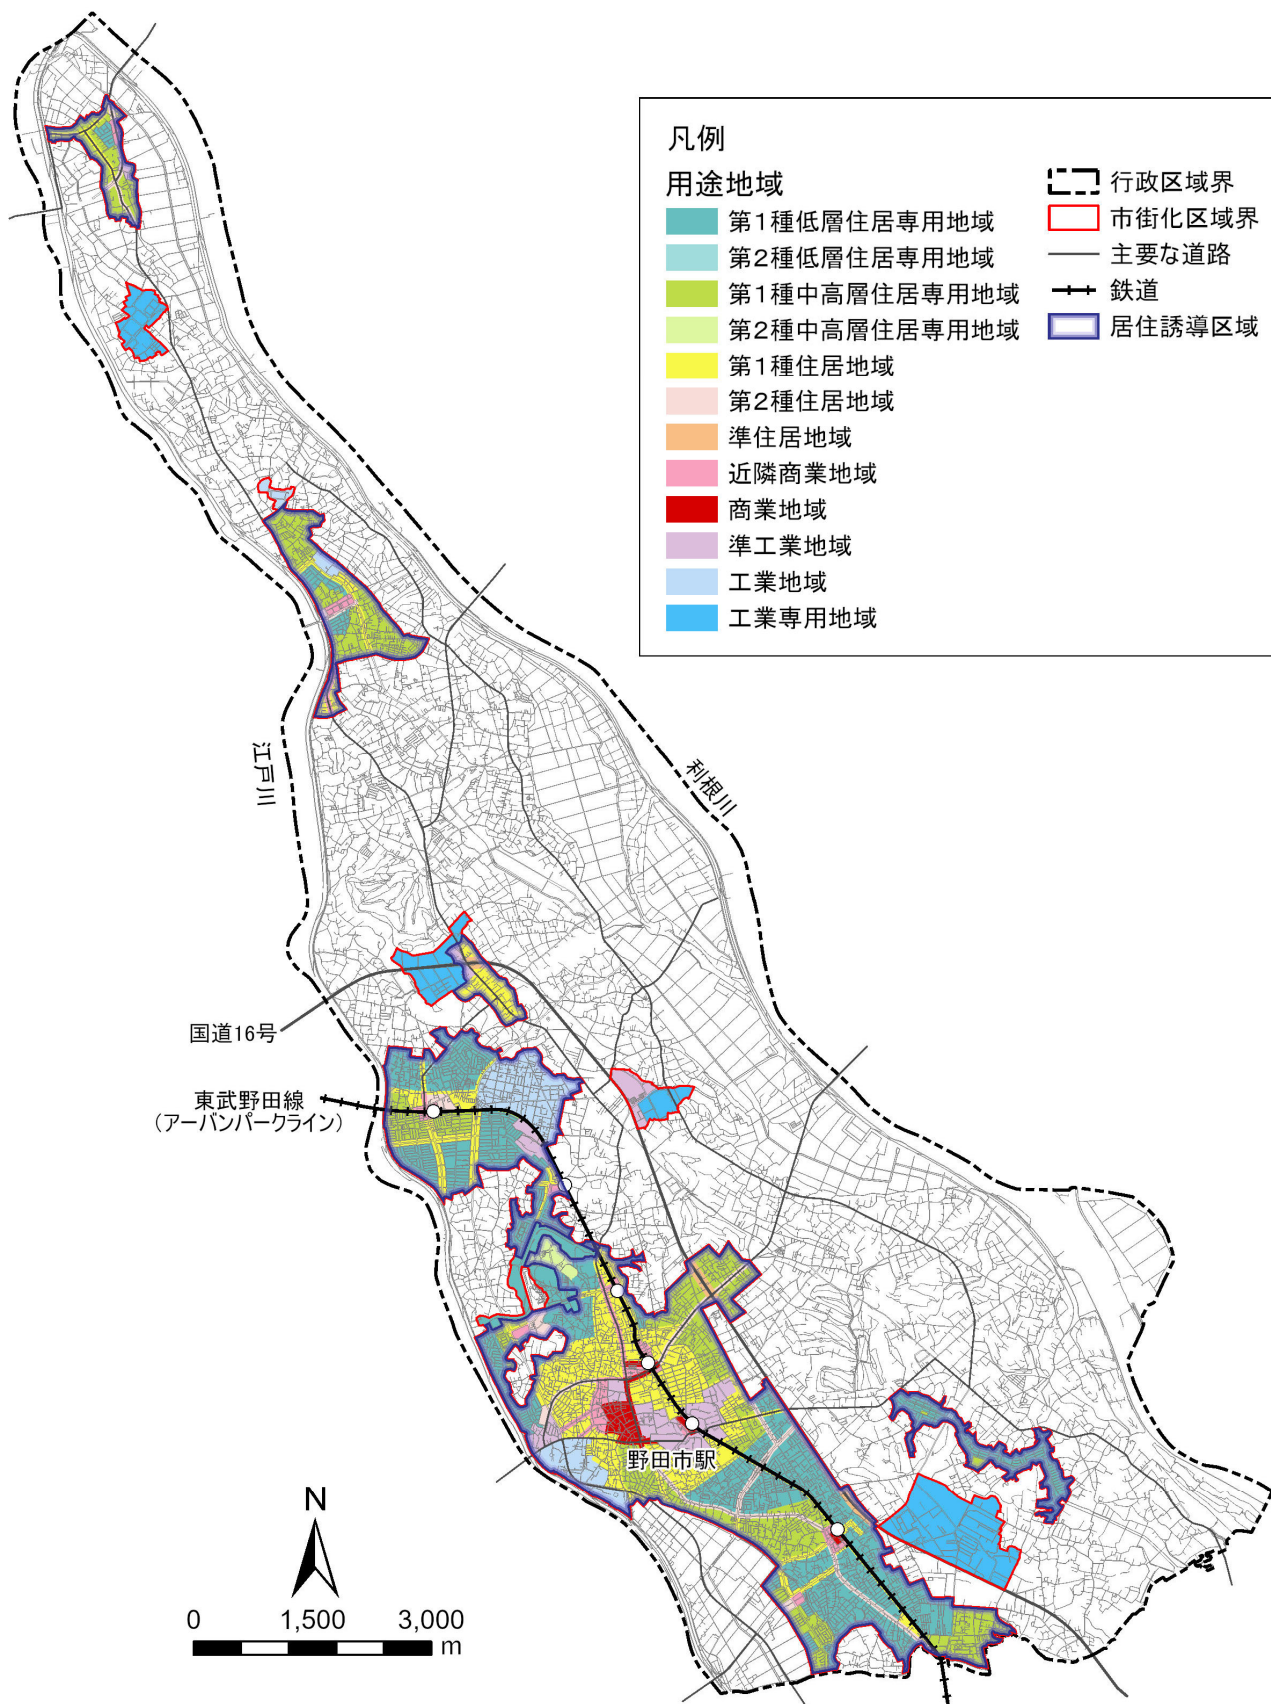 凡例
用途地域
第1種低層住居専用地域
第2種低層住居専用地域
第1種中高層住居専用地域
第2種中高層住居専用地域
第1種住居地域
第2種住居地域
準住居地域
近隣商業地域
商業地域
準工業地域
工業地域
工業専用地域
行政区域界
市街化区域界
主要な道路
鉄道
居住誘導区域
江戸川
利根川
国道16号
東武野田線
（アーバンパークライン）
野田市駅
N
0 1,500 3,000
m